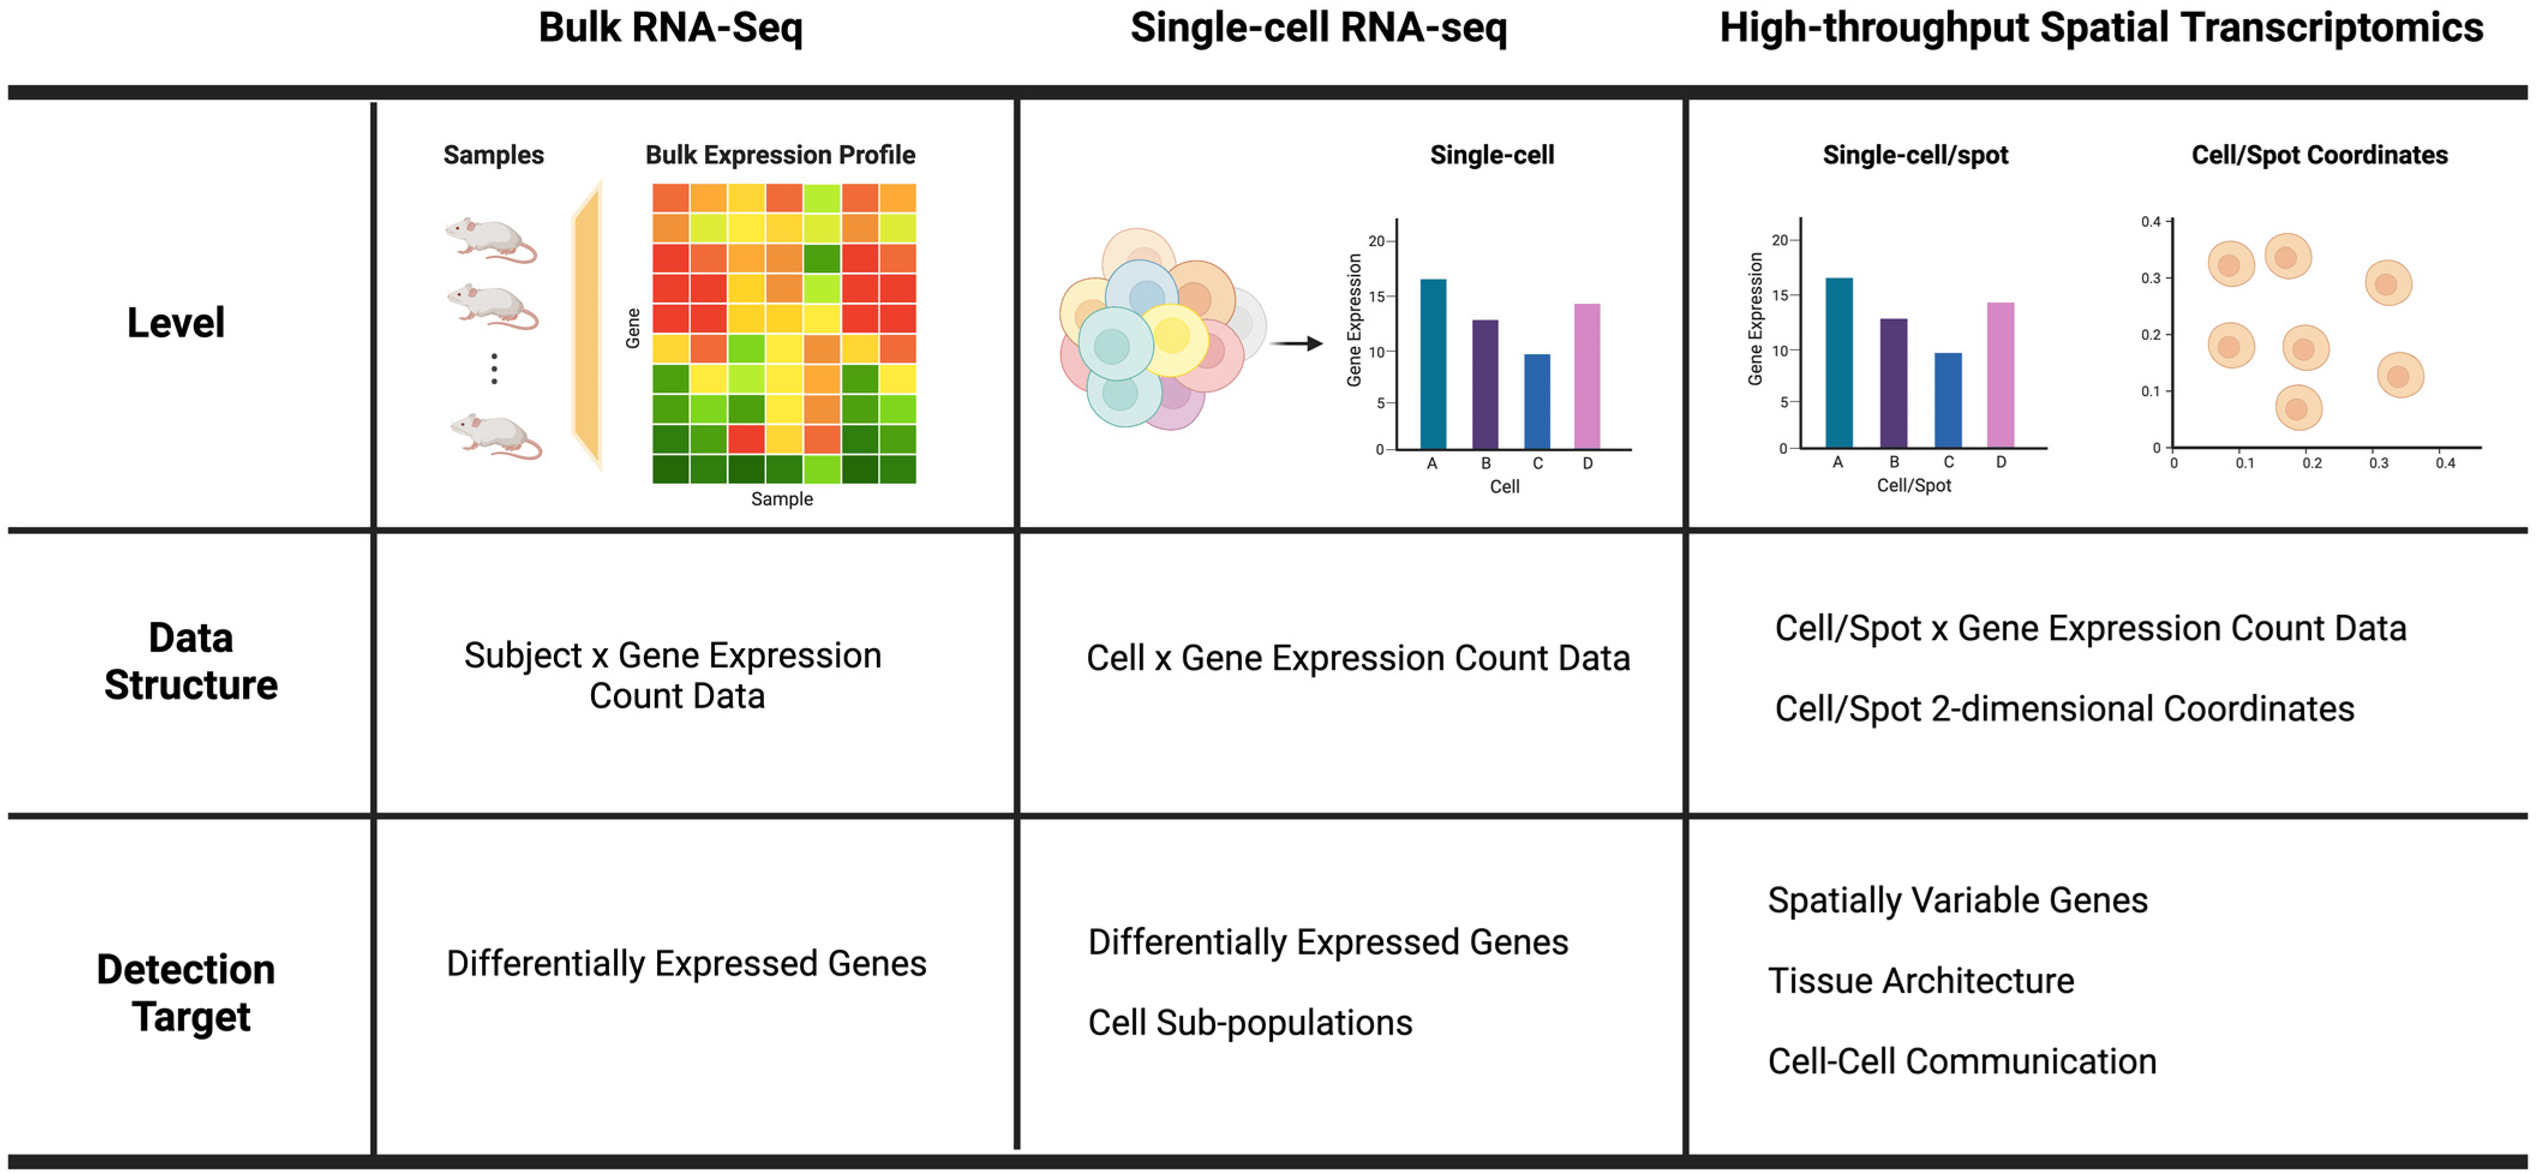 Bulk RNA-Seq
Single-cell RNA-seq
High-throughput Spatial Transcriptomics
Level
Samples
Bulk Expression Profile
Gene
Sample
Single-cell
Gene Expression
20
15
10
5
0
A B C D
Cell
Single-cell/spot
Gene Expression
20
15
10
5
0
A B C D
Cell/Spot
Cell/Spot Coordinates
0.4
0.3
0.2
0.1
0
0 0.1 0.2 0.3 0.4
Data
Structure
Subject x Gene Expression
Count Data
Cell x Gene Expression Count Data
Cell/Spot x Gene Expression Count Data
Cell/Spot 2-dimensional Coordinates
Detection
Target
Differentially Expressed Genes
Differentially Expressed Genes
Cell Sub-populations
Spatially Variable Genes
Tissue Architecture
Cell-Cell Communication